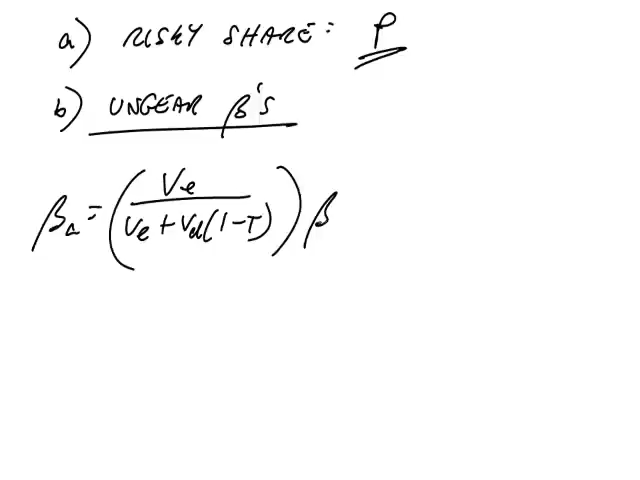 a) RISKY SHARE: P
b) UNGEAR β'S
βa = (Ve / (Ve + Vd(1-T))) β